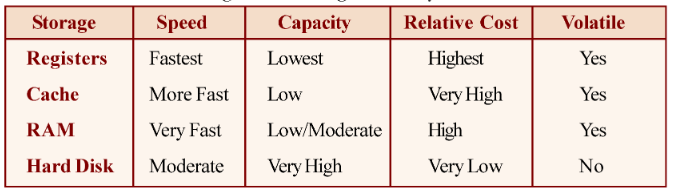 Storage Speed Capacity Relative Cost Volatile
Registers Fastest Lowest Highest Yes
Cache More Fast Low Very High Yes
RAM Very Fast Low/Moderate High Yes
Hard Disk Moderate Very High Very Low No